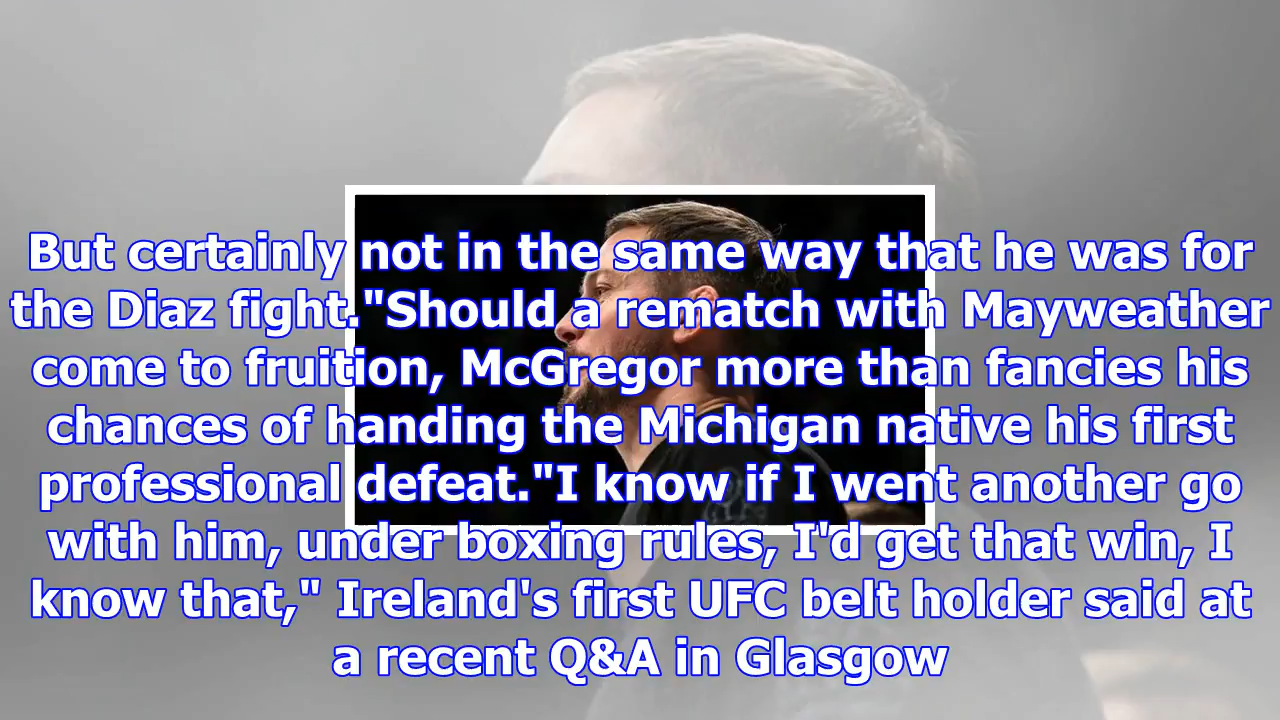 But certainly not in the same way that he was for
the Diaz fight."Should a rematch with Mayweather
come to fruition, McGregor more than fancies his
chances of handing the Michigan native his first
professional defeat."I know if I went another go
with him, under boxing rules, I'd get that win, I
know that," Ireland's first UFC belt holder said at
a recent Q&A in Glasgow